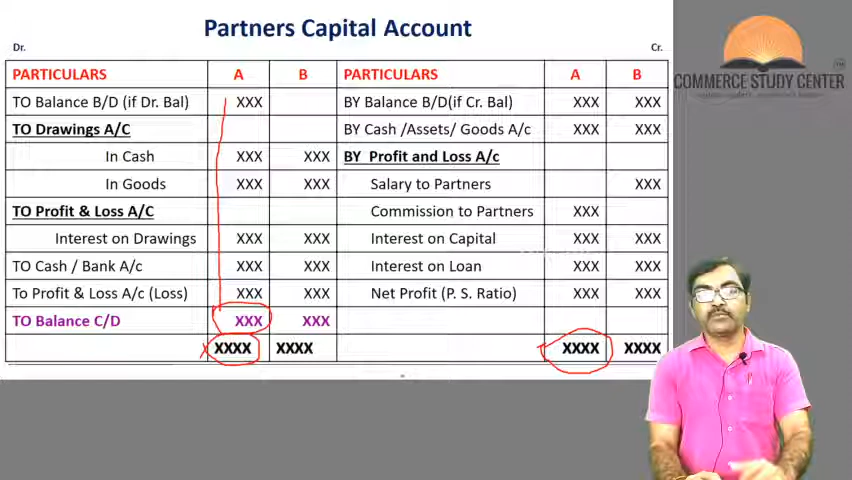 Partners Capital Account
Dr. Cr.
PARTICULARS A B PARTICULARS A B
TO Balance B/D (if Dr. Bal) XXX BY Balance B/D(if Cr. Bal) XXX XXX
TO Drawings A/C BY Cash /Assets/ Goods A/c XXX XXX
In Cash XXX XXX BY Profit and Loss A/c
In Goods XXX XXX Salary to Partners XXX
TO Profit & Loss A/C Commission to Partners XXX
Interest on Drawings XXX XXX Interest on Capital XXX XXX
TO Cash / Bank A/c XXX XXX Interest on Loan XXX XXX
To Profit & Loss A/c (Loss) XXX XXX Net Profit (P. S. Ratio) XXX XXX
TO Balance C/D XXX XXX
XXXX XXXX XXXX XXXX
COMMERCE STUDY CENTER
TM